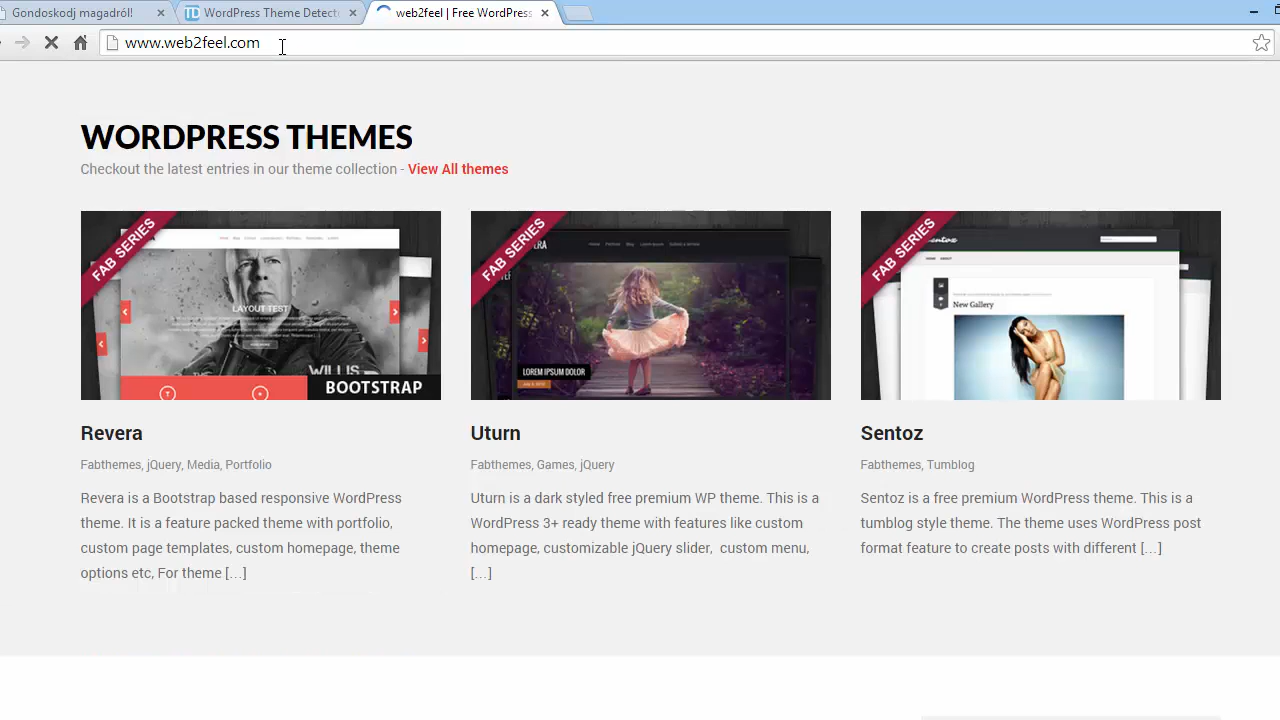 Gondoskodj magadról!
WordPress Theme Detect
web2feel | Free WordPress
www.web2feel.com
WORDPRESS THEMES
Checkout the latest entries in our theme collection - View All themes
FAB SERIES
LAYOUT TEST
WILLIS
BOOTSTRAP
FAB SERIES
LOREM IPSUM DOLOR
FAB SERIES
sentoz
HOME ABOUT
New Gallery
Revera
Fabthemes, jQuery, Media, Portfolio
Revera is a Bootstrap based responsive WordPress
theme. It is a feature packed theme with portfolio,
custom page templates, custom homepage, theme
options etc, For theme [...]
Uturn
Fabthemes, Games, jQuery
Uturn is a dark styled free premium WP theme. This is a
WordPress 3+ ready theme with features like custom
homepage, customizable jQuery slider, custom menu,
[...]
Sentoz
Fabthemes, Tumblog
Sentoz is a free premium WordPress theme. This is a
tumblog style theme. The theme uses WordPress post
format feature to create posts with different [...]